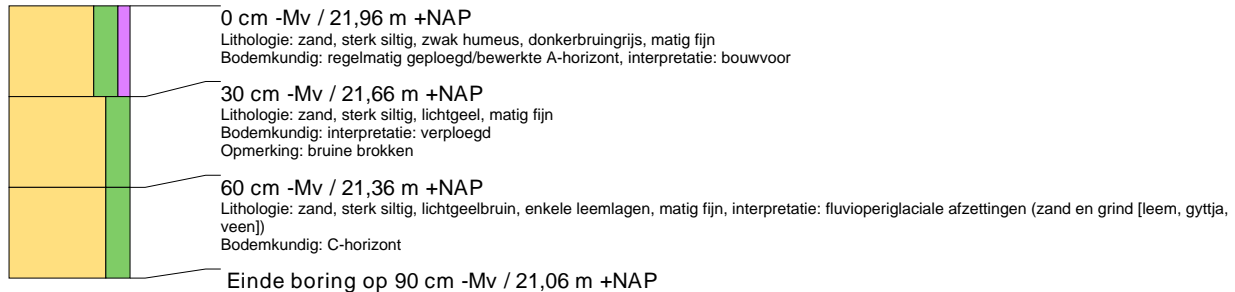 0 cm -Mv / 21,96 m +NAP
Lithologie: zand, sterk siltig, zwak humeus, donkerbruingrijs, matig fijn
Bodemkundig: regelmatig geploegd/bewerkte A-horizont, interpretatie: bouwvoor
30 cm -Mv / 21,66 m +NAP
Lithologie: zand, sterk siltig, lichtgeel, matig fijn
Bodemkundig: interpretatie: verploegd
Opmerking: bruine brokken
60 cm -Mv / 21,36 m +NAP
Lithologie: zand, sterk siltig, lichtgeelbruin, enkele leemlagen, matig fijn, interpretatie: fluvioperiglaciale afzettingen (zand en grind [leem, gyttja,
veen])
Bodemkundig: C-horizont
Einde boring op 90 cm -Mv / 21,06 m +NAP